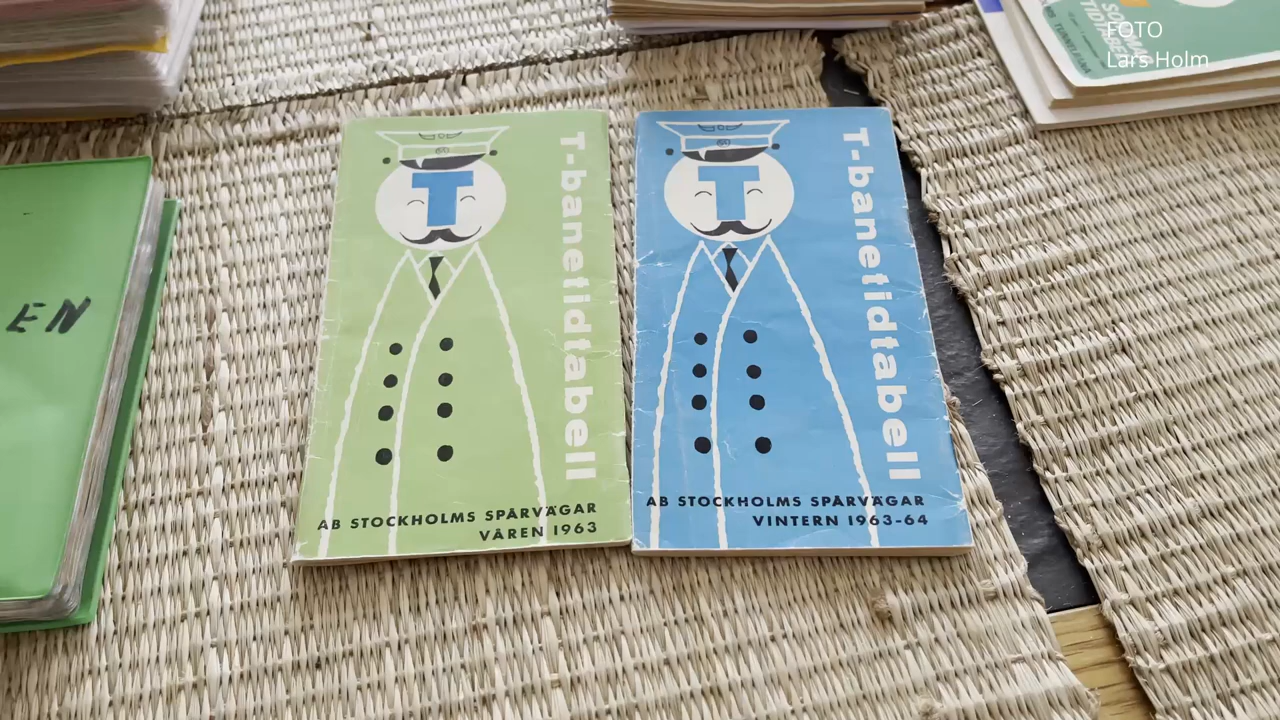 FOTO
Lars Holm
EN
T
T-banetidtabell
AB STOCKHOLMS SPÅRVÄGAR
VÅREN 1963
T
T-banetidtabell
AB STOCKHOLMS SPÅRVÄGAR
VINTERN 1963-64